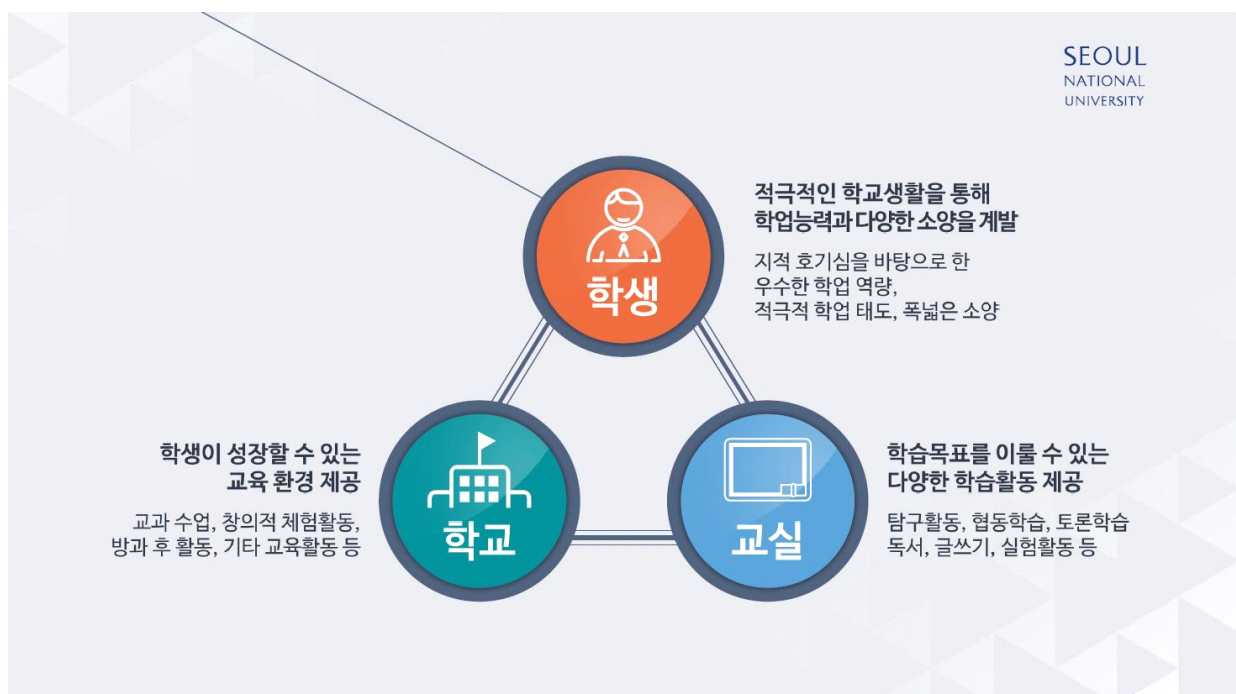 SEOUL
NATIONAL
UNIVERSITY
학생
적극적인 학교생활을 통해
학업능력과 다양한 소양을 계발
지적 호기심을 바탕으로 한
우수한 학업 역량,
적극적 학업 태도, 폭넓은 소양
학생이 성장할 수 있는
교육 환경 제공
교과 수업, 창의적 체험활동,
방과 후 활동, 기타 교육활동 등
학교
교실
학습목표를 이룰 수 있는
다양한 학습활동 제공
탐구활동, 협동학습, 토론학습
독서, 글쓰기, 실험활동 등